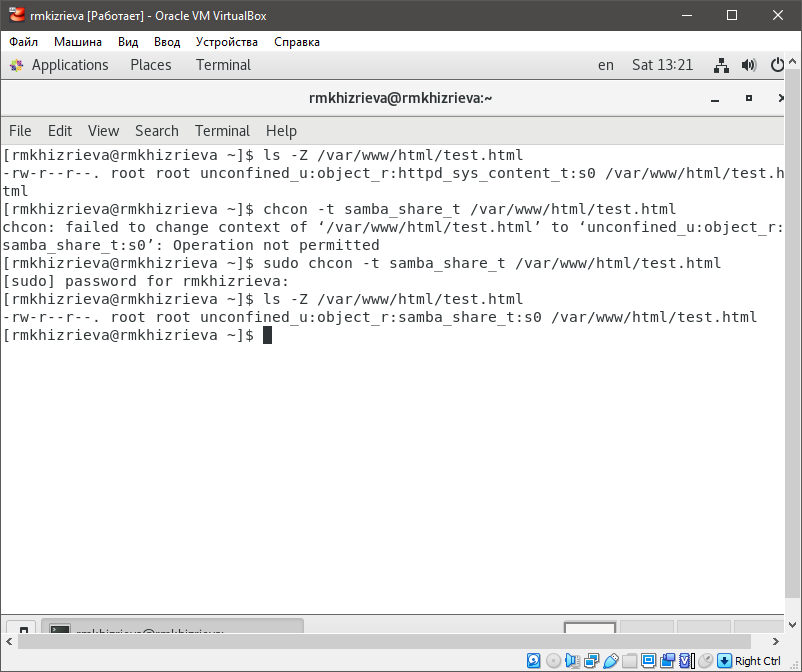 rmkizrieva [Работает] - Oracle VM VirtualBox
Файл Машина Вид Ввод Устройства Справка
Applications Places Terminal en Sat 13:21
rmkhizrieva@rmkhizrieva:~
File Edit View Search Terminal Help
[rmkhizrieva@rmkhizrieva ~]$ ls -Z /var/www/html/test.html
-rw-r--r--. root root unconfined_u:object_r:httpd_sys_content_t:s0 /var/www/html/test.h
tml
[rmkhizrieva@rmkhizrieva ~]$ chcon -t samba_share_t /var/www/html/test.html
chcon: failed to change context of ‘/var/www/html/test.html’ to ‘unconfined_u:object_r:
samba_share_t:s0’: Operation not permitted
[rmkhizrieva@rmkhizrieva ~]$ sudo chcon -t samba_share_t /var/www/html/test.html
[sudo] password for rmkhizrieva:
[rmkhizrieva@rmkhizrieva ~]$ ls -Z /var/www/html/test.html
-rw-r--r--. root root unconfined_u:object_r:samba_share_t:s0 /var/www/html/test.html
[rmkhizrieva@rmkhizrieva ~]$
rmkhizrieva@rmkhizrieva:
Right Ctrl